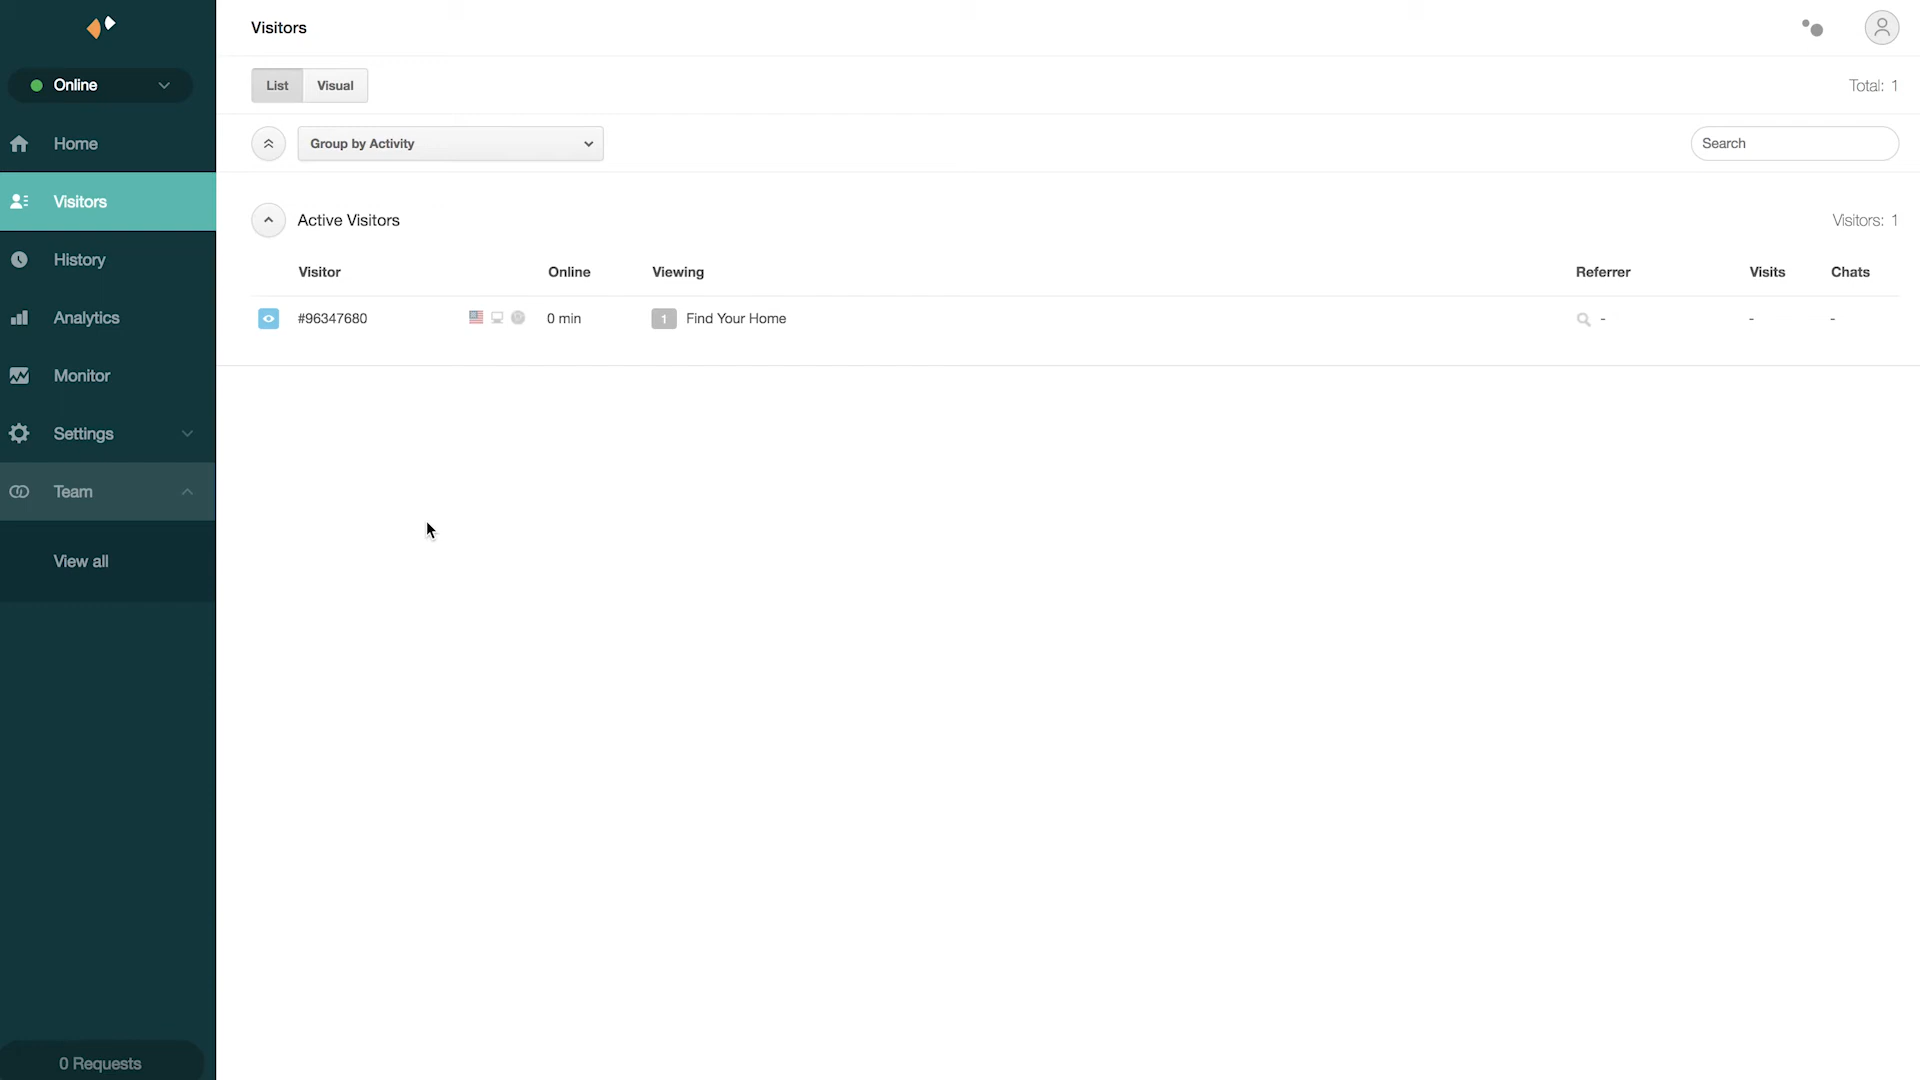 Visitors
Online
List
Visual
Total: 1
Home
Group by Activity
Search
Visitors
Active Visitors
Visitors: 1
History
Visitor
Online
Viewing
Referrer
Visits
Chats
Analytics
#96347680
0 min
1
Find Your Home
-
-
-
Monitor
Settings
Team
View all
0 Requests